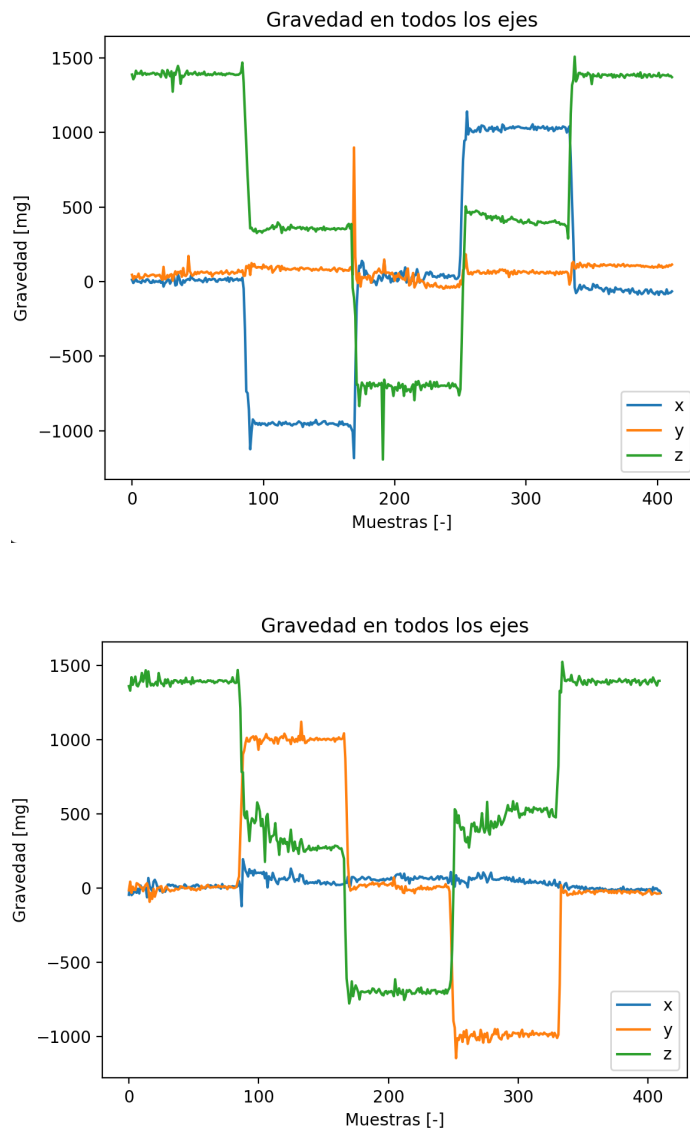 Gravedad en todos los ejes
1500
1000
500
0
−500
−1000
Gravedad [mg]
x
y
z
0
100
200
300
400
Muestras [-]
Gravedad en todos los ejes
1500
1000
500
0
−500
−1000
Gravedad [mg]
x
y
z
0
100
200
300
400
Muestras [-]